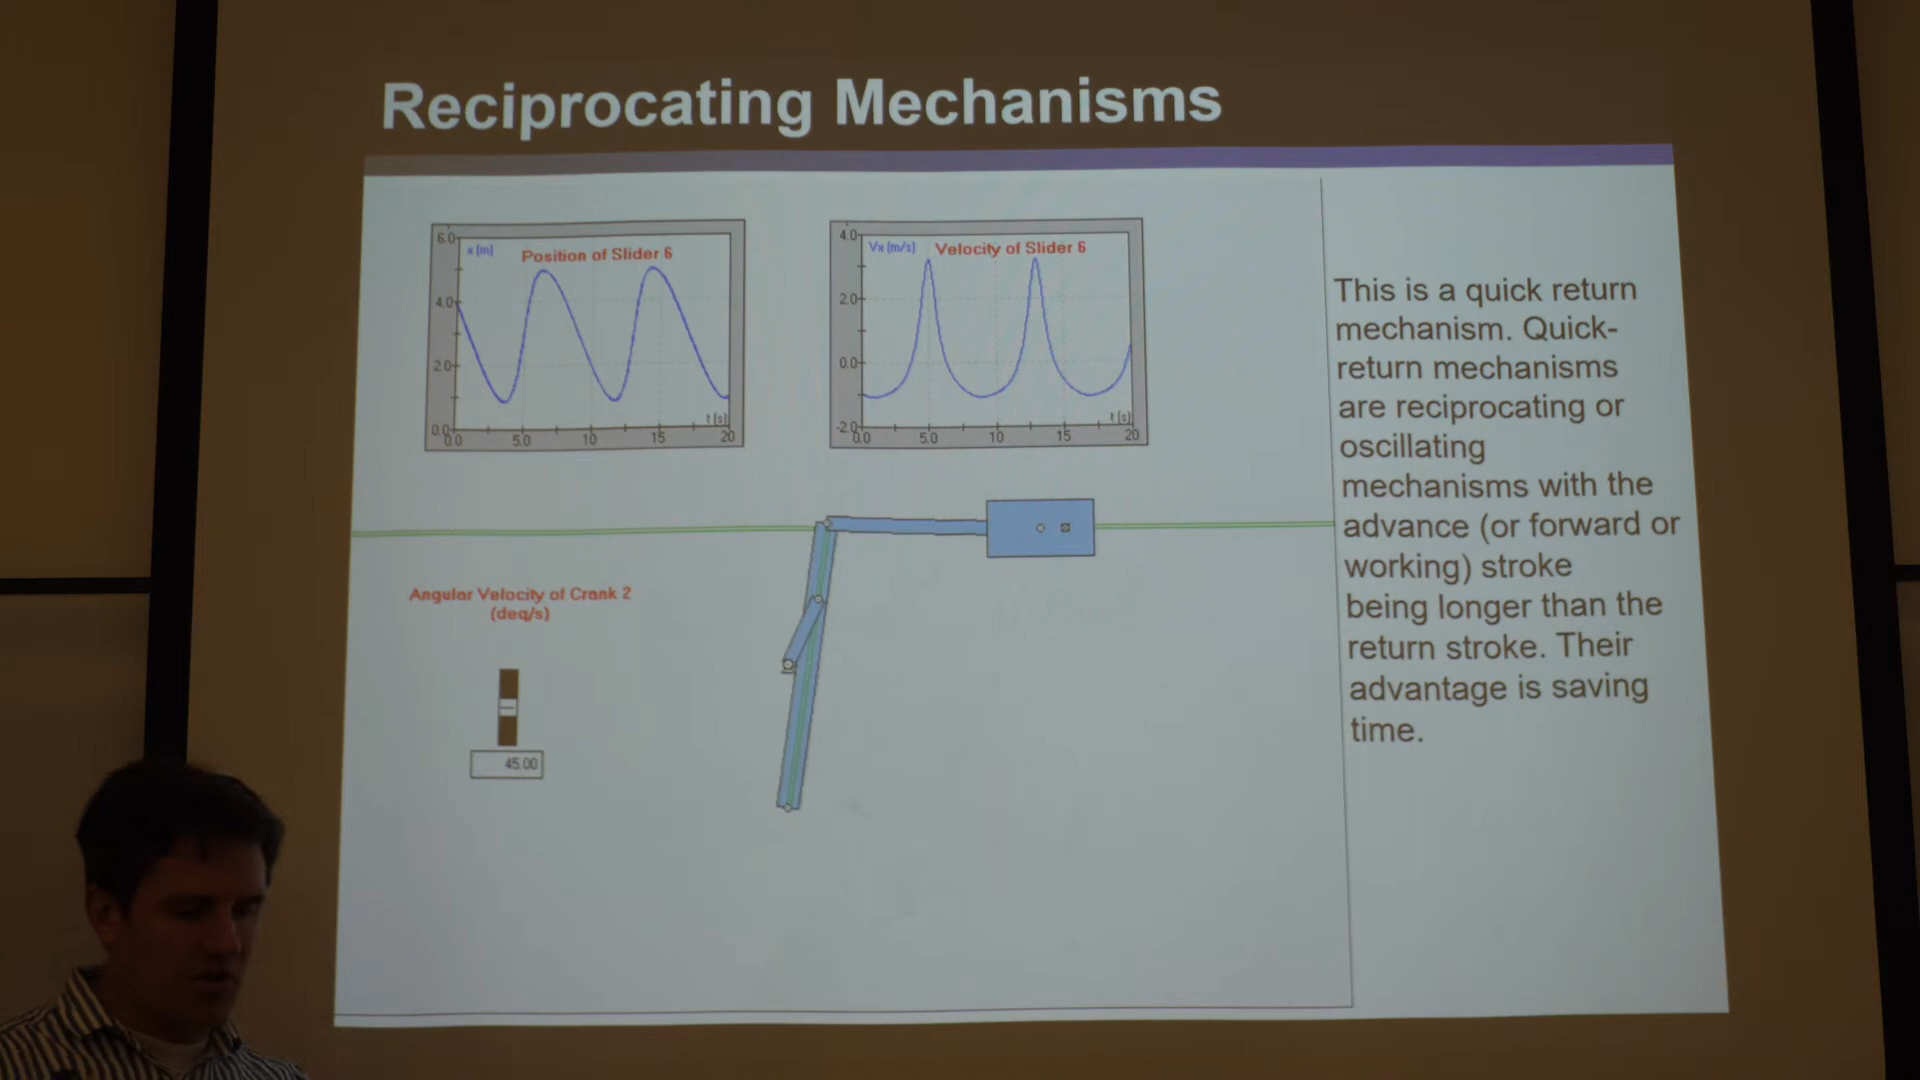 Reciprocating Mechanisms
6.0
x (m)
Position of Slider 6
4.0
2.0
0.0
t (s)
0.0 5.0 10 15 20
4.0
Vx (m/s)
Velocity of Slider 6
2.0
0.0
-2.0
t (s)
0.0 5.0 10 15 20
Angular Velocity of Crank 2
(deq/s)
45.00
This is a quick return
mechanism. Quick-
return mechanisms
are reciprocating or
oscillating
mechanisms with the
advance (or forward or
working) stroke
being longer than the
return stroke. Their
advantage is saving
time.